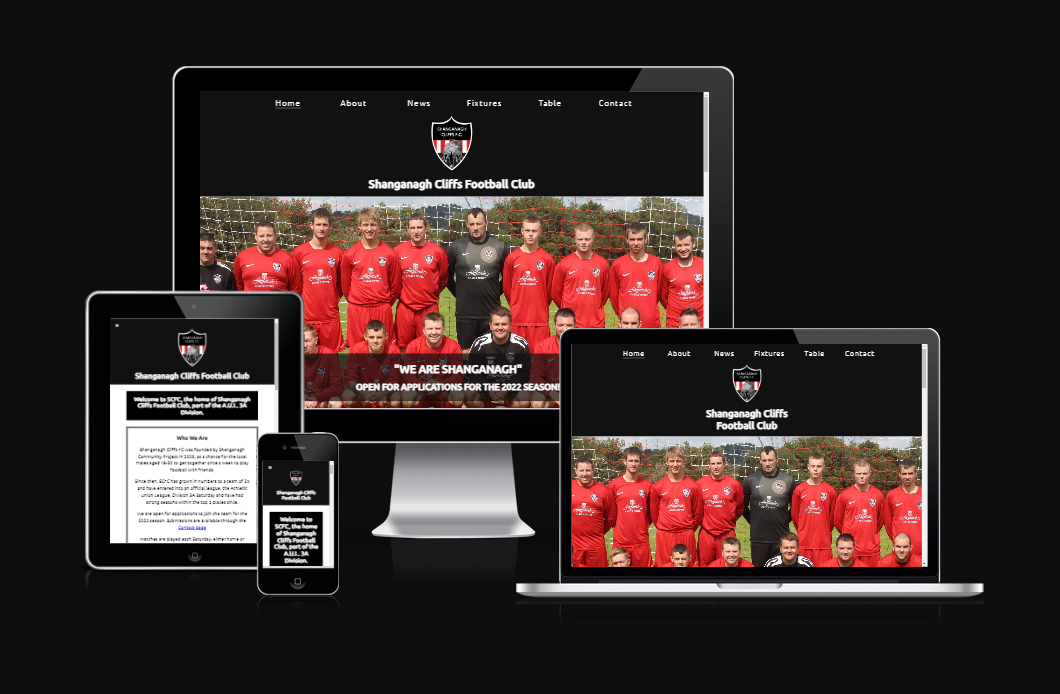 Home About News Fixtures Table Contact
SHANGANAGH
CLIFFS F.C.
Shanganagh Cliffs Football Club
"WE ARE SHANGANAGH"
OPEN FOR APPLICATIONS FOR THE 2022 SEASON!
Shanganagh Cliffs Football Club
Welcome to SCFC, the home of Shanganagh
Cliffs Football Club, part of the A.U.L. 3A
Division.
Who We Are
Shanganagh Cliffs FC was founded by Shanganagh
Community Project in 2009, as a chance for the local
males aged 18-30 to get together once a week to play
football with friends.
Since then, SCFC has grown in numbers to a team of 24
and have entered into an official league, the Athletic
Union League, Division 3A Saturday and have had
strong seasons within the top 3 places since.
We are open for applications to join the team for the
2022 season. Submissions are available through the
Contact page.
Matches are played each Saturday, either home or
Shanganagh Cliffs
Football Club
Welcome to
SCFC, the home
of Shanganagh
Cliffs Football
Club, part of
the A.U.L. 3A
Division.
Home About News Fixtures Table Contact
SHANGANAGH
CLIFFS F.C.
Shanganagh Cliffs
Football Club